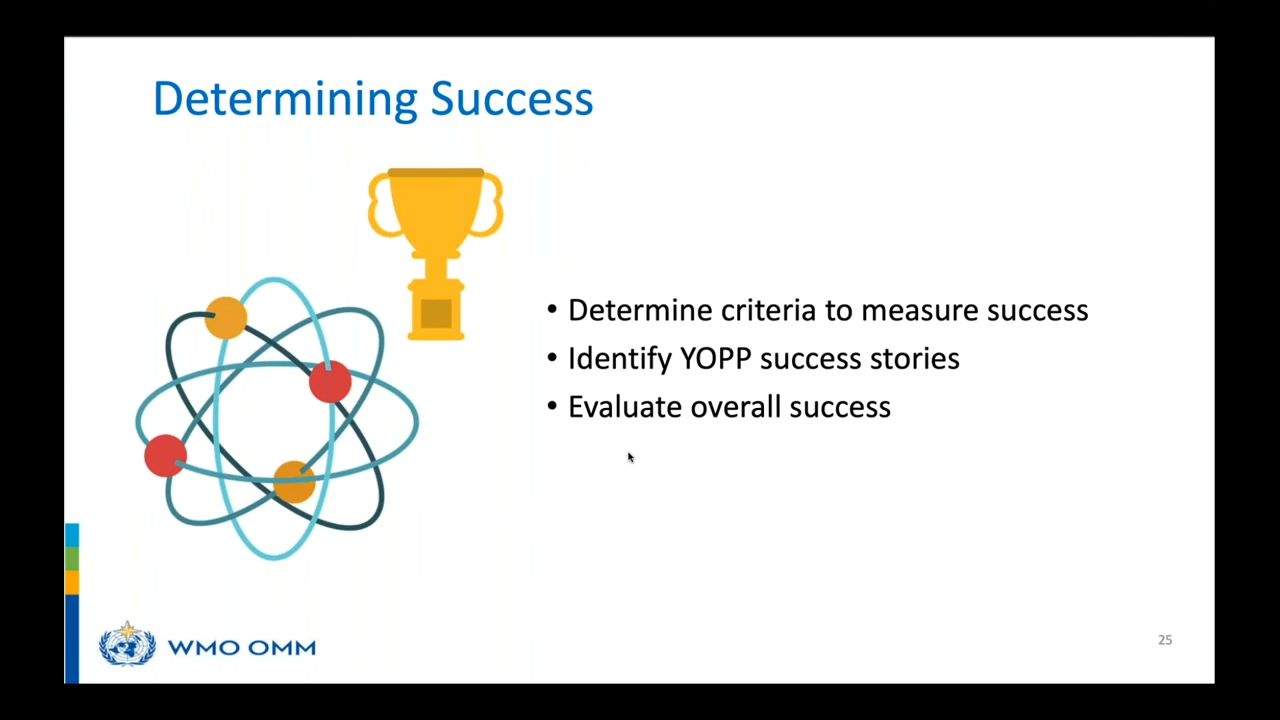 Determining Success
• Determine criteria to measure success
• Identify YOPP success stories
• Evaluate overall success
WMO OMM
25